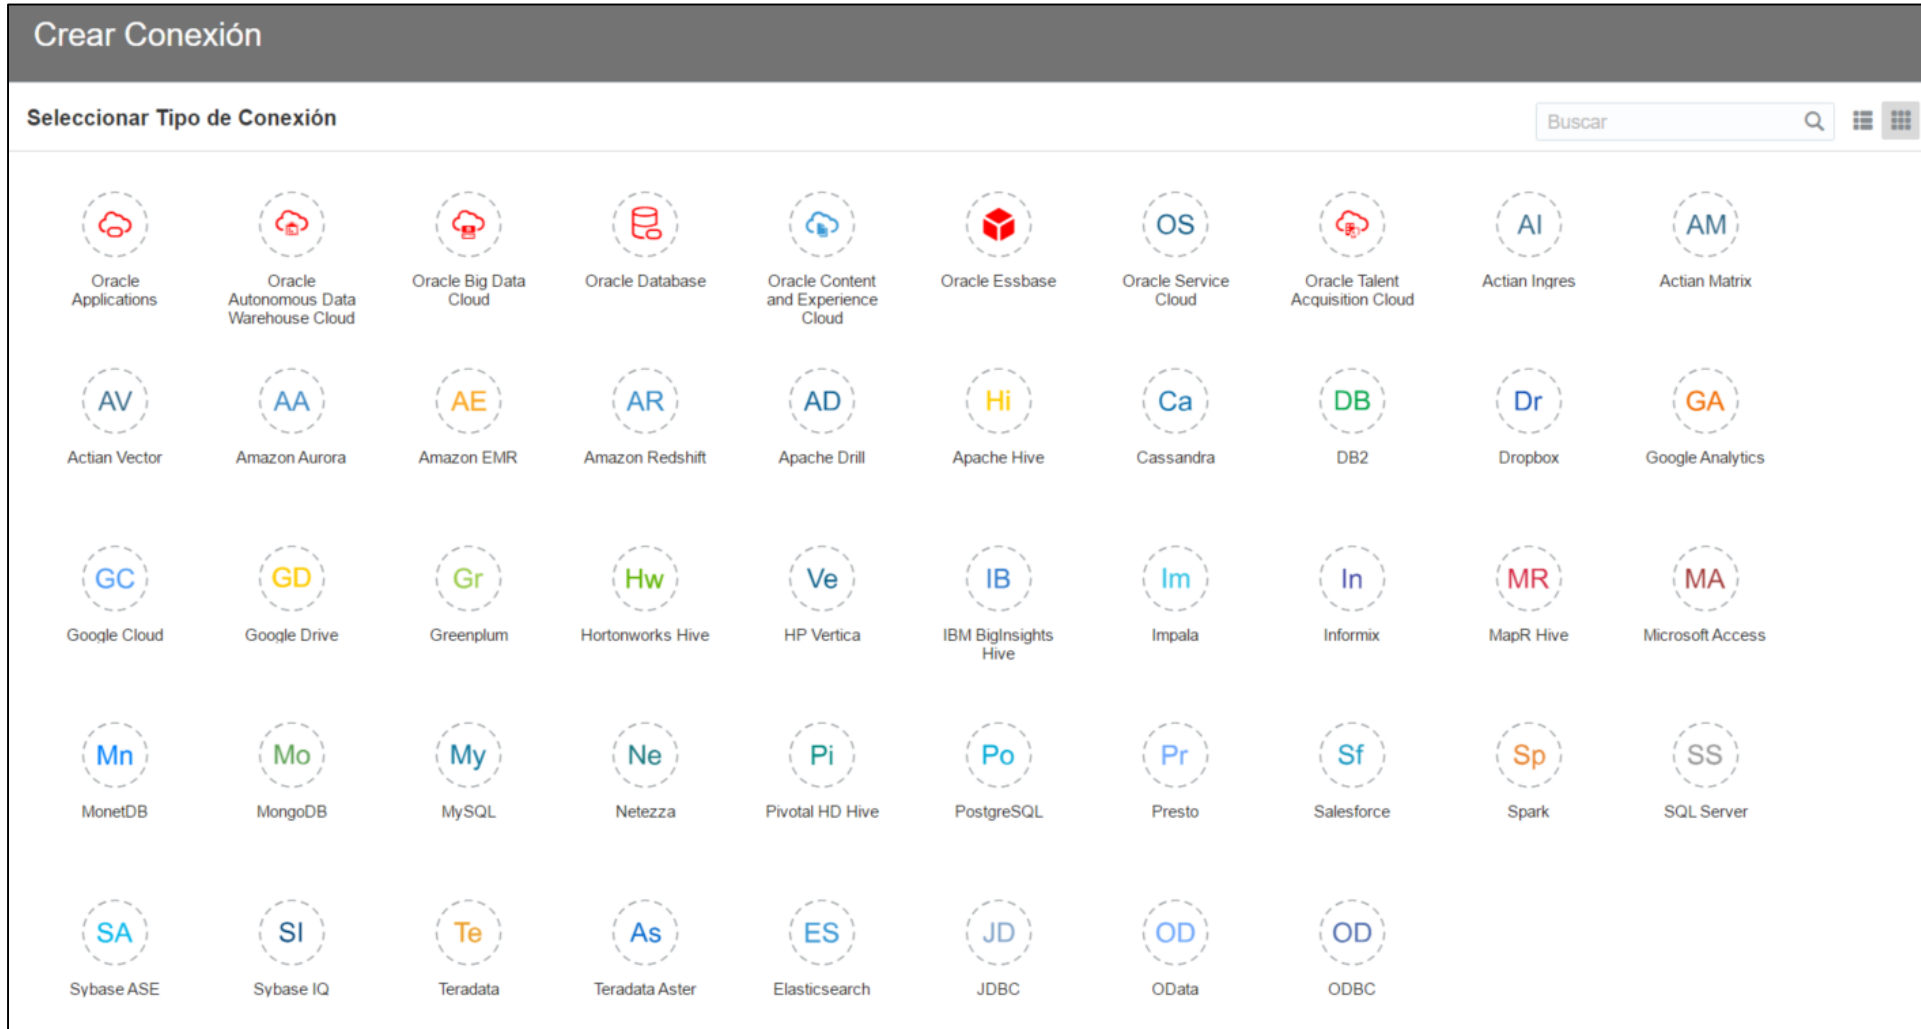 Crear Conexión
Seleccionar Tipo de Conexión
Buscar
OS
AI
AM
Oracle
Applications
Oracle
Autonomous Data
Warehouse Cloud
Oracle Big Data
Cloud
Oracle Database
Oracle Content
and Experience
Cloud
Oracle Essbase
Oracle Service
Cloud
Oracle Talent
Acquisition Cloud
Actian Ingres
Actian Matrix
AV
AA
AE
AR
AD
Hi
Ca
DB
Dr
GA
Actian Vector
Amazon Aurora
Amazon EMR
Amazon Redshift
Apache Drill
Apache Hive
Cassandra
DB2
Dropbox
Google Analytics
GC
GD
Gr
Hw
Ve
IB
Im
In
MR
MA
Google Cloud
Google Drive
Greenplum
Hortonworks Hive
HP Vertica
IBM BigInsights
Hive
Impala
Informix
MapR Hive
Microsoft Access
Mn
Mo
My
Ne
Pi
Po
Pr
Sf
Sp
SS
MonetDB
MongoDB
MySQL
Netezza
Pivotal HD Hive
PostgreSQL
Presto
Salesforce
Spark
SQL Server
SA
SI
Te
As
ES
JD
OD
OD
Sybase ASE
Sybase IQ
Teradata
Teradata Aster
Elasticsearch
JDBC
OData
ODBC